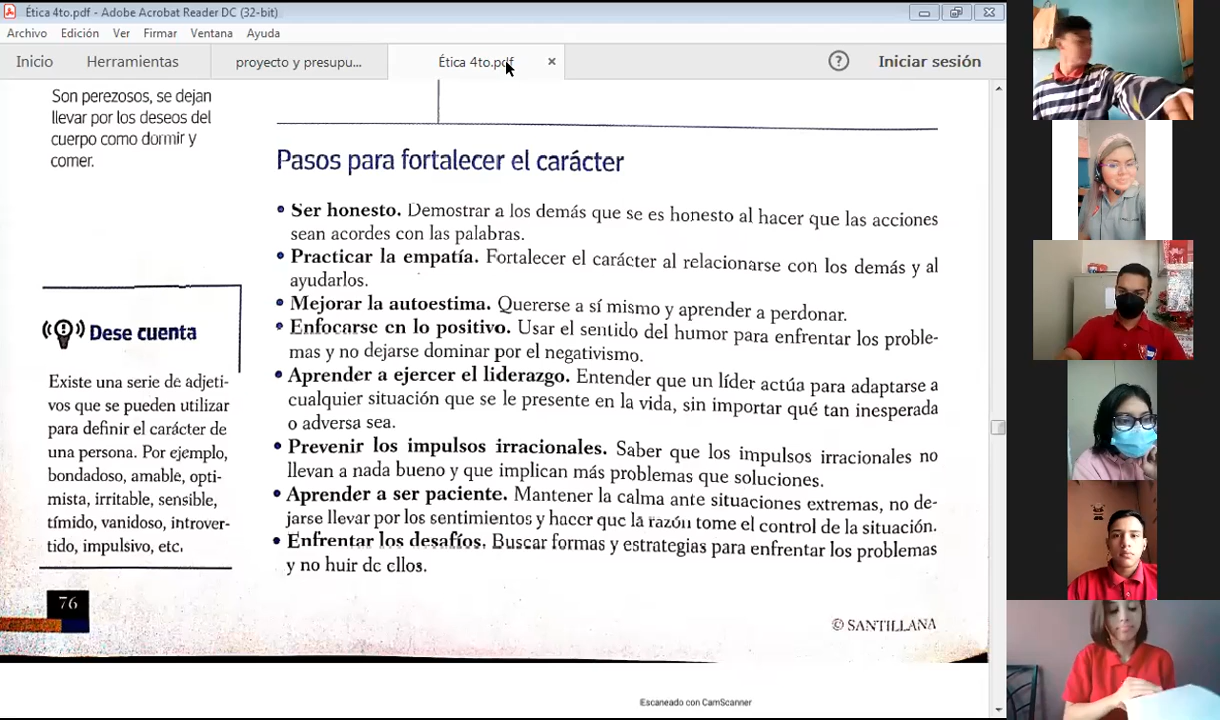 Ética 4to.pdf - Adobe Acrobat Reader DC (32-bit)
Archivo Edición Ver Firmar Ventana Ayuda
Inicio Herramientas proyecto y presupu... Ética 4to.pdf × ? Iniciar sesión
Son perezosos, se dejan
llevar por los deseos del
cuerpo como dormir y
comer.
Dese cuenta
Existe una serie de adjeti-
vos que se pueden utilizar
para definir el carácter de
una persona. Por ejemplo,
bondadoso, amable, opti-
mista, irritable, sensible,
tímido, vanidoso, introver-
tido, impulsivo, etc.
76
Pasos para fortalecer el carácter
• Ser honesto. Demostrar a los demás que se es honesto al hacer que las acciones
sean acordes con las palabras.
• Practicar la empatía. Fortalecer el carácter al relacionarse con los demás y al
ayudarlos.
• Mejorar la autoestima. Quererse a sí mismo y aprender a perdonar.
• Enfocarse en lo positivo. Usar el sentido del humor para enfrentar los proble-
mas y no dejarse dominar por el negativismo.
• Aprender a ejercer el liderazgo. Entender que un líder actúa para adaptarse a
cualquier situación que se le presente en la vida, sin importar qué tan inesperada
o adversa sea.
• Prevenir los impulsos irracionales. Saber que los impulsos irracionales no
llevan a nada bueno y que implican más problemas que soluciones.
• Aprender a ser paciente. Mantener la calma ante situaciones extremas, no de-
jarse llevar por los sentimientos y hacer que la razón tome el control de la situación.
• Enfrentar los desafíos. Buscar formas y estrategias para enfrentar los problemas
y no huir de ellos.
© SANTILLANA
Escaneado con CamScanner